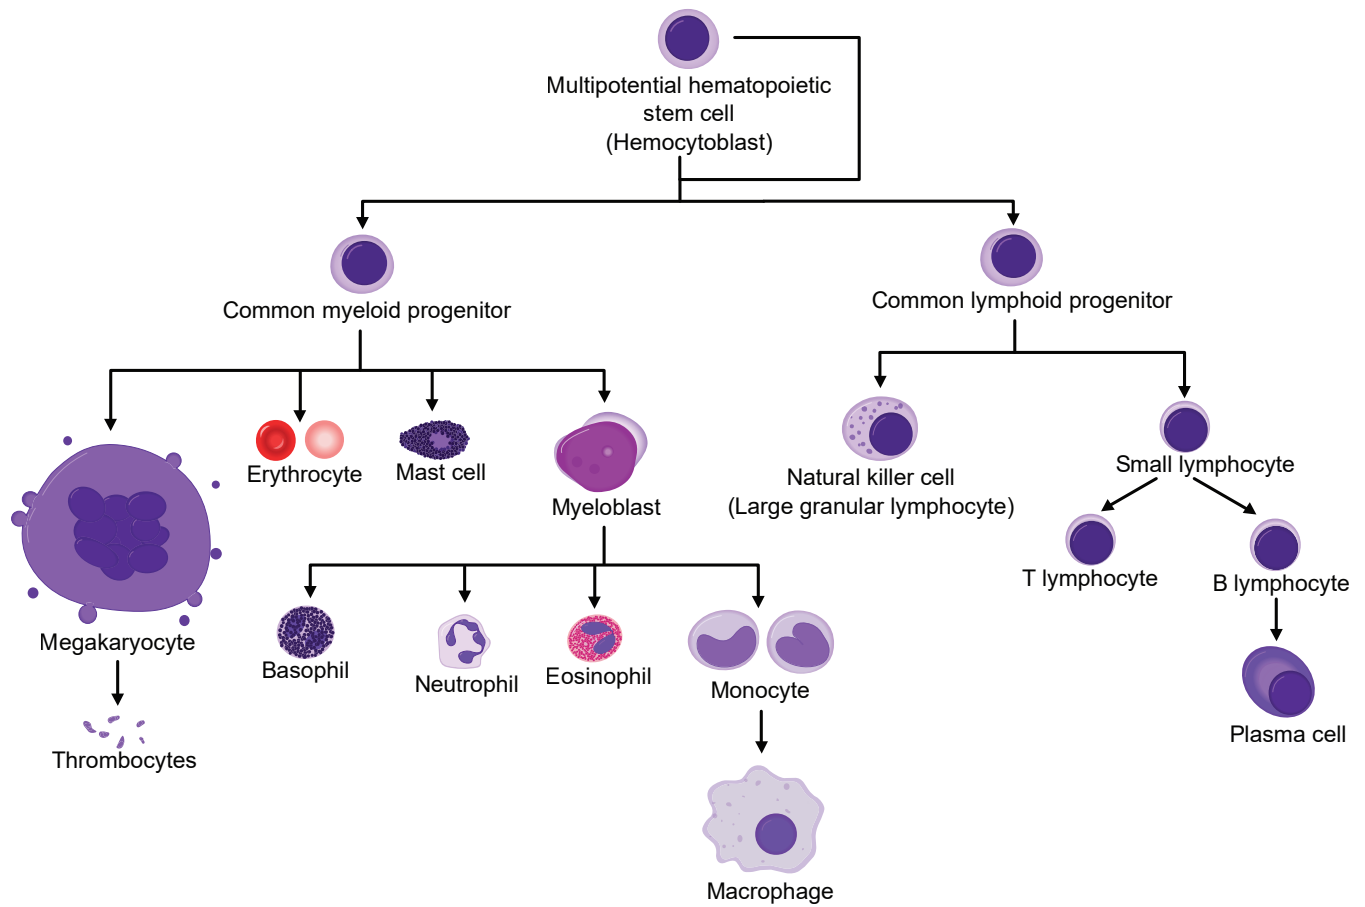 Multipotential hematopoietic
stem cell
(Hemocytoblast)
Common myeloid progenitor
Common lymphoid progenitor
Erythrocyte
Mast cell
Myeloblast
Natural killer cell
(Large granular lymphocyte)
Small lymphocyte
T lymphocyte
B lymphocyte
Megakaryocyte
Basophil
Neutrophil
Eosinophil
Monocyte
Thrombocytes
Plasma cell
Macrophage